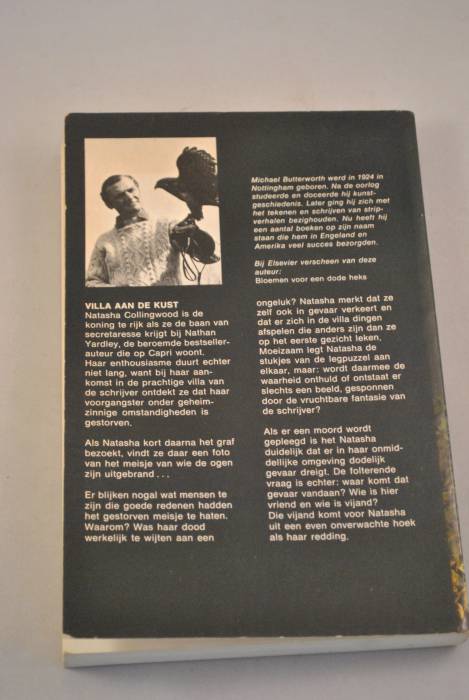 Michael Butterworth werd in 1924 in
Nottingham geboren. Na de oorlog
studeerde en doceerde hij kunst-
geschiedenis. Later ging hij zich met
het tekenen en schrijven van strip-
verhalen bezighouden. Nu heeft hij
een aantal boeken op zijn naam
staan die hem in Engeland en
Amerika veel succes bezorgden.
Bij Elsevier verscheen van deze
auteur:
Bloemen voor een dode heks
VILLA AAN DE KUST
Natasha Collingwood is de
koning te rijk als ze de baan van
secretaresse krijgt bij Nathan
Yardley, de beroemde bestseller-
auteur die op Capri woont.
Haar enthousiasme duurt echter
niet lang, want bij haar aan-
komst in de prachtige villa van
de schrijver ontdekt ze dat haar
voorgangster onder geheim-
zinnige omstandigheden is
gestorven.
Als Natasha kort daarna het graf
bezoekt, vindt ze daar een foto
van het meisje van wie de ogen
zijn uitgebrand...
Er blijken nogal wat mensen te
zijn die goede redenen hadden
het gestorven meisje te haten.
Waarom? Was haar dood
werkelijk te wijten aan een
ongeluk? Natasha merkt dat ze
zelf ook in gevaar verkeert en
dat er zich in de villa dingen
afspelen die anders zijn dan ze
op het eerste gezicht leken.
Moeizaam legt Natasha de
stukjes van de legpuzzel aan
elkaar, maar: wordt daarmee de
waarheid onthuld of ontstaat er
slechts een beeld, gesponnen
door de vruchtbare fantasie van
de schrijver?
Als er een moord wordt
gepleegd is het Natasha
duidelijk dat er in haar onmid-
dellijke omgeving dodelijk
gevaar dreigt. De folterende
vraag is echter: waar komt dat
gevaar vandaan? Wie is hier
vriend en wie is vijand?
Die vijand komt voor Natasha
uit een even onverwachte hoek
als haar redding.